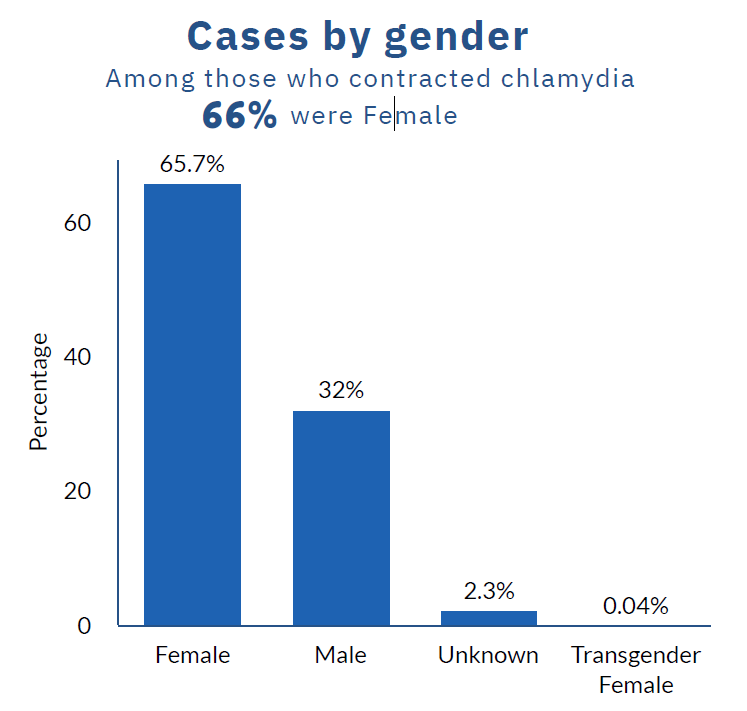 Cases by gender
Among those who contracted chlamydia
66% were Female
65.7%
60
Percentage
40
32%
20
2.3%
0.04%
0
Female Male Unknown Transgender
Female